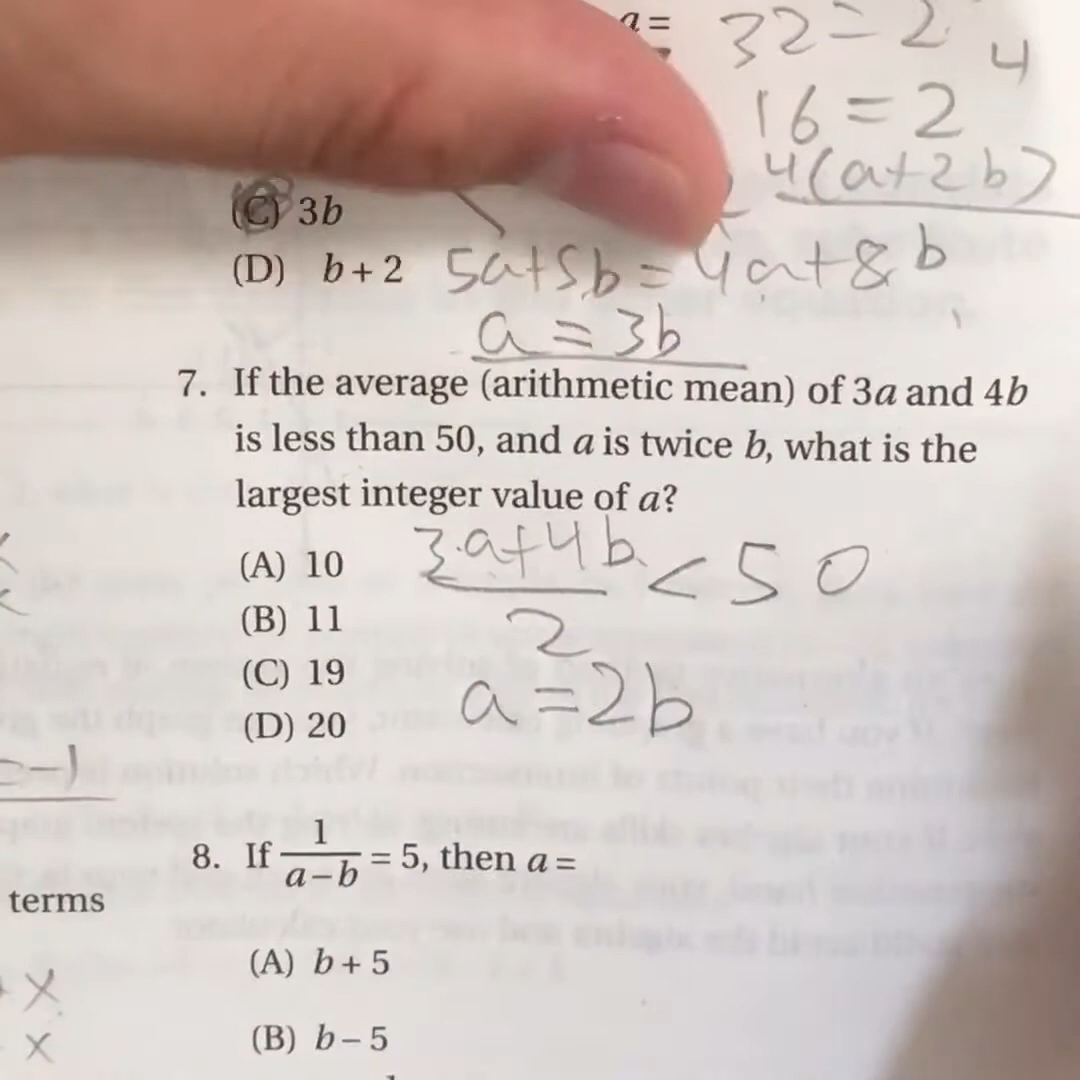 a =
32 = 2
4
16 = 2
4(a+2b)
(C) 3b
(D) b + 2
5a+5b = 4a+8b
a = 3b
7. If the average (arithmetic mean) of 3a and 4b
is less than 50, and a is twice b, what is the
largest integer value of a?
(A) 10
(B) 11
(C) 19
(D) 20
3a+4b
2
< 50
a = 2b
= -1
8. If 1/(a – b) = 5, then a =
terms
(A) b + 5
(B) b – 5
x
x